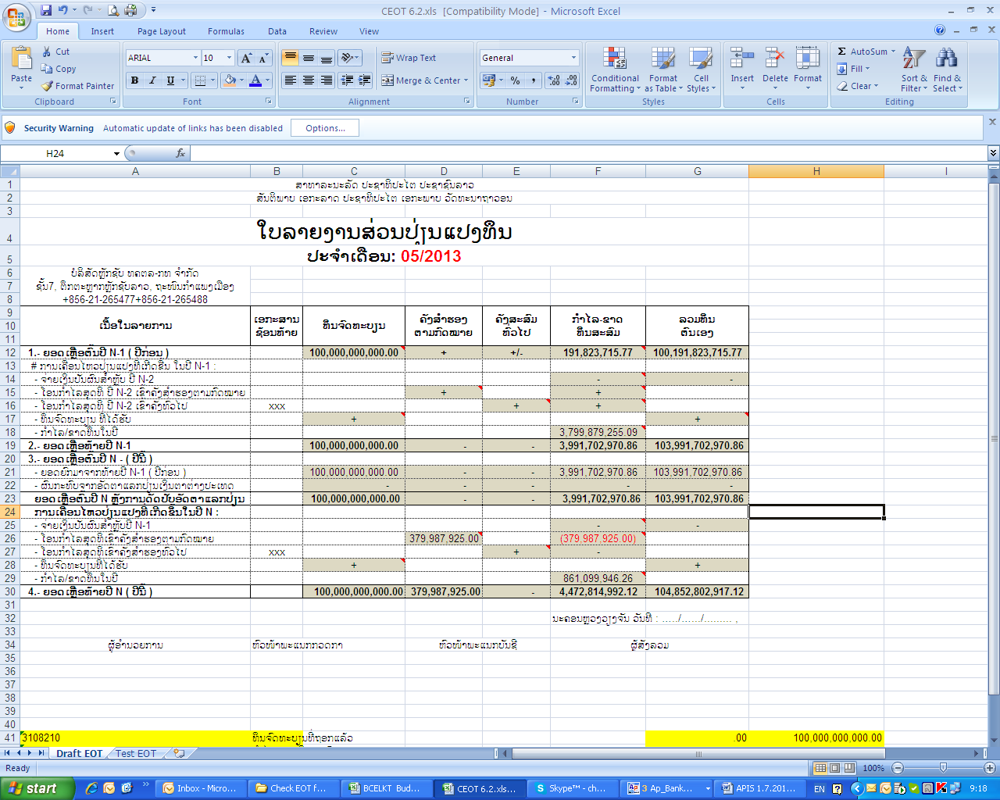 CEOT 6.2.xls  [Compatibility Mode] - Microsoft Excel
Home Insert Page Layout Formulas Data Review View
Cut
Copy
Format Painter
Paste
Clipboard
ARIAL 10
B I U
Font
Wrap Text
Merge & Center
Alignment
General
Number
Conditional Formatting
Format as Table
Cell Styles
Styles
Insert Delete Format
Cells
AutoSum
Fill
Clear
Sort & Filter
Find & Select
Editing
Security Warning Automatic update of links has been disabled Options...
H24 fx
A B C D E F G H I
1 ສາທາລະນະລັດ ປະຊາທິປະໄຕ ປະຊາຊົນລາວ
2 ສັນຕິພາບ ເອກະລາດ ປະຊາທິປະໄຕ ເອກະພາບ ວັດທະນາຖາວອນ
3
4 ໃບລາຍງານສ່ວນປ່ຽນແປງທຶນ
5 ປະຈຳເດືອນ: 05/2013
6 ບໍລິສັດຫຼັກຊັບ ທຄຕລ-ກທ ຈຳກັດ
7 ຊັ້ນ7, ຕຶກຕະຫຼາດຫຼັກຊັບລາວ, ຖະໜົນກຳແພງເມືອງ
8 +856-21-265477+856-21-265488
9 ເອກະສານ ຄັງສຳຮອງ ຄັງສະສົມ ກຳໄລ-ຂາດ ລວມທຶນ
10 ເນື້ອໃນລາຍການ ຊ້ອນທ້າຍ ທຶນຈົດທະບຽນ ຕາມກົດໝາຍ ທົ່ວໄປ ທຶນສະສົມ ຕົນເອງ
11
12 1.- ຍອດເຫຼືອຕົ້ນປີ N-1 ( ປີກ່ອນ ) 100,000,000,000.00 + +/- 191,823,715.77 100,191,823,715.77
13 # ການເຄື່ອນໄຫວປ່ຽນແປງທີ່ເກີດຂຶ້ນ ໃນປີ N-1 :
14 - ຈ່າຍເງິນປັນຜົນສຳຫຼັບ ປີ N-2 - -
15 - ໂອນກຳໄລສຸດທິ ປີ N-2 ເຂົ້າຄັງສຳຮອງຕາມກົດໝາຍ + +
16 - ໂອນກຳໄລສຸດທິ ປີ N-2 ເຂົ້າຄັງທົ່ວໄປ xxx + +
17 - ທຶນຈົດທະບຽນ ທີ່ໄດ້ຮັບ + +
18 - ກຳໄລ/ຂາດທຶນໃນປີ 3,799,879,255.09
19 2.- ຍອດເຫຼືອທ້າຍປີ N-1 100,000,000,000.00 - - 3,991,702,970.86 103,991,702,970.86
20 3.- ຍອດເຫຼືອຕົ້ນປີ N - ( ປີນີ້ )
21 - ຍອດຍົກມາຈາກທ້າຍປີ N-1 ( ປີກ່ອນ ) 100,000,000,000.00 - - 3,991,702,970.86 103,991,702,970.86
22 - ຜົນກະທົບຈາກອັດຕາແລກປ່ຽນເງິນຕາຕ່າງປະເທດ - - - - -
23 ຍອດເຫຼືອຕົ້ນປີ N ຫຼັງການດັດປັບອັດຕາແລກປ່ຽນ 100,000,000,000.00 - - 3,991,702,970.86 103,991,702,970.86
24 ການເຄື່ອນໄຫວປ່ຽນແປງທີ່ເກີດຂຶ້ນໃນປີ N :
25 - ຈ່າຍເງິນປັນຜົນສຳຫຼັບປີ N-1 - -
26 - ໂອນກຳໄລສຸດທິເຂົ້າຄັງສຳຮອງຕາມກົດໝາຍ 379,987,925.00 (379,987,925.00)
27 - ໂອນກຳໄລສຸດທິເຂົ້າຄັງສຳຮອງທົ່ວໄປ xxx + -
28 - ທຶນຈົດທະບຽນທີ່ໄດ້ຮັບ + +
29 - ກຳໄລ/ຂາດທຶນໃນປີ 861,099,946.26
30 4.- ຍອດເຫຼືອທ້າຍປີ N ( ປີນີ້ ) 100,000,000,000.00 379,987,925.00 - 4,472,814,992.12 104,852,802,917.12
31
32 ນະຄອນຫຼວງວຽງຈັນ ວັນທີ : ...../....../......... ,
33
34 ຜູ້ອຳນວຍການ ຫົວໜ້າພະແນກກວດກາ ຫົວໜ້າພະແນກບັນຊີ ຜູ້ສັງລວມ
35
36
37
38
39
40
41 3108210 ທຶນຈົດທະບຽນທີ່ຖອກແລ້ວ .00 100,000,000,000.00
Draft EOT Test EOT
Ready 100%
start Inbox - Micro... Check EOT f... BCELKT Bud... CEOT 6.2.xls... Skype™ - ch... 3 Ap_Bank... APIS 1.7.201... EN 9:18